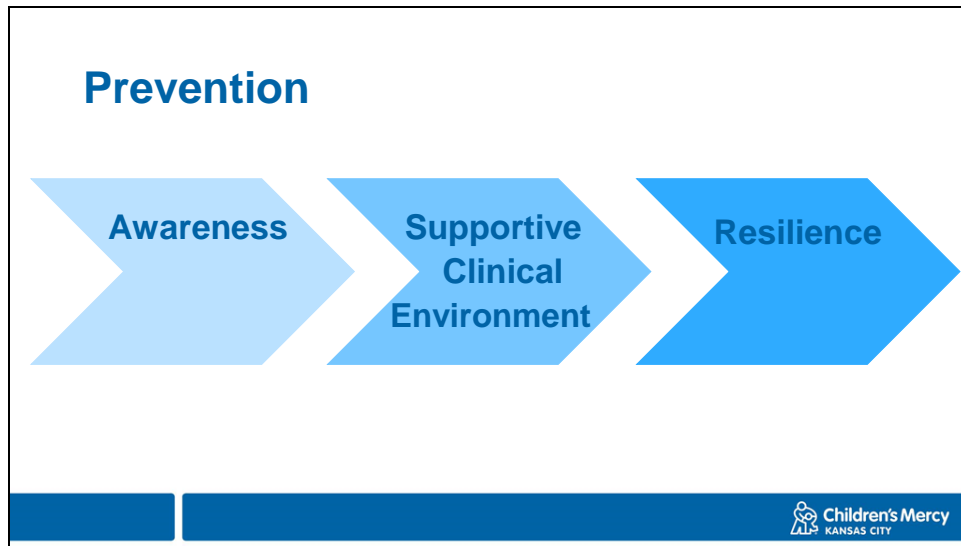 Prevention
Awareness
Supportive
Clinical
Environment
Resilience
Children's Mercy
KANSAS CITY